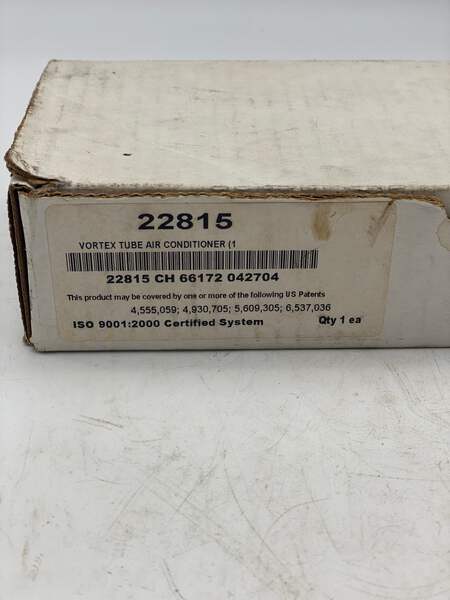 22815
VORTEX TUBE AIR CONDITIONER (1
22815 CH 66172 042704
This product may be covered by one or more of the following US Patents
4,555,059; 4,930,705; 5,609,305; 6,537,036
ISO 9001:2000 Certified System Qty 1 ea